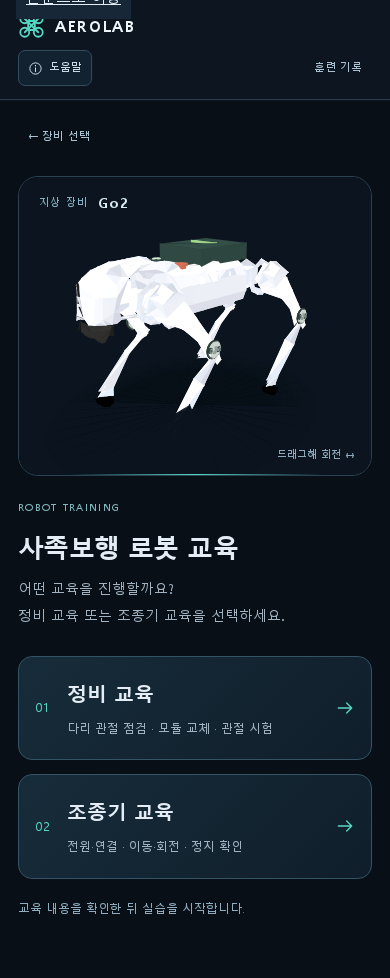 AEROLAB
도움말
훈련 기록
← 장비 선택
지상 장비 Go2
드래그해 회전 ↔
ROBOT TRAINING
사족보행 로봇 교육
어떤 교육을 진행할까요?
정비 교육 또는 조종기 교육을 선택하세요.
01 정비 교육 →
다리 관절 점검 · 모듈 교체 · 관절 시험
02 조종기 교육 →
전원·연결 · 이동·회전 · 정지 확인
교육 내용을 확인한 뒤 실습을 시작합니다.